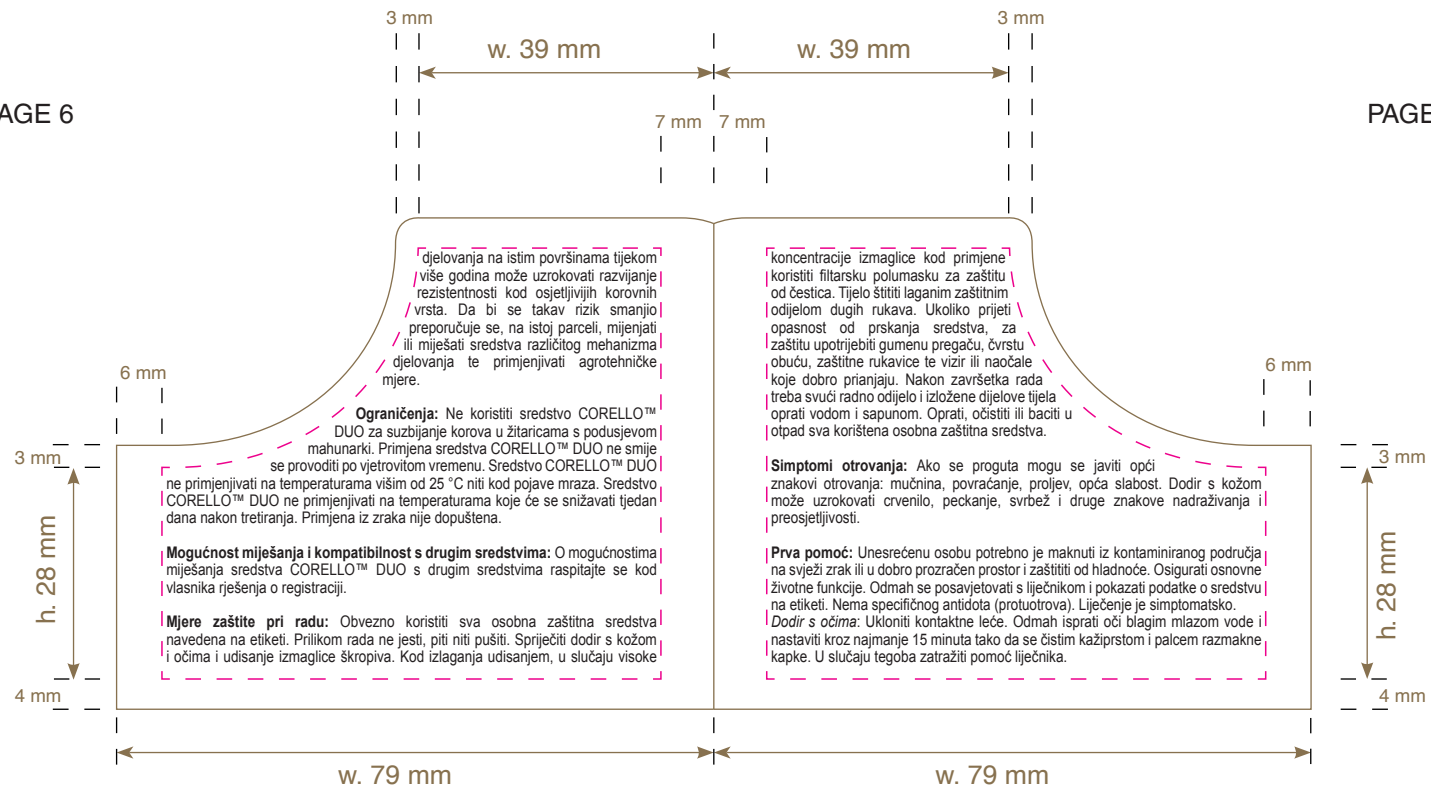 3 mm
3 mm
w. 39 mm
w. 39 mm
AGE 6
PAGE
7 mm
7 mm
djelovanja na istim površinama tijekom
više godina može uzrokovati razvijanje
rezistentnosti kod osjetljivijih korovnih
vrsta. Da bi se takav rizik smanjio
preporučuje se, na istoj parceli, mijenjati
ili miješati sredstva različitog mehanizma
djelovanja te primjenjivati agrotehničke
mjere.
Ograničenja: Ne koristiti sredstvo CORELLO™
DUO za suzbijanje korova u žitaricama s podusjevom
mahunarki. Primjena sredstva CORELLO™ DUO ne smije
se provoditi po vjetrovitom vremenu. Sredstvo CORELLO™ DUO
ne primjenjivati na temperaturama višim od 25 °C niti kod pojave mraza. Sredstvo
CORELLO™ DUO ne primjenjivati na temperaturama koje će se snižavati tjedan
dana nakon tretiranja. Primjena iz zraka nije dopuštena.
Mogućnost miješanja i kompatibilnost s drugim sredstvima: O mogućnostima
miješanja sredstva CORELLO™ DUO s drugim sredstvima raspitajte se kod
vlasnika rješenja o registraciji.
Mjere zaštite pri radu: Obvezno koristiti sva osobna zaštitna sredstva
navedena na etiketi. Prilikom rada ne jesti, piti niti pušiti. Spriječiti dodir s kožom
i očima i udisanje izmaglice škropiva. Kod izlaganja udisanjem, u slučaju visoke
koncentracije izmaglice kod primjene
koristiti filtarsku polumasku za zaštitu
od čestica. Tijelo štititi laganim zaštitnim
odijelom dugih rukava. Ukoliko prijeti
opasnost od prskanja sredstva, za
zaštitu upotrijebiti gumenu pregaču, čvrstu
obuću, zaštitne rukavice te vizir ili naočale
koje dobro prianjaju. Nakon završetka rada
treba svući radno odijelo i izložene dijelove tijela
oprati vodom i sapunom. Oprati, očistiti ili baciti u
otpad sva korištena osobna zaštitna sredstva.
Simptomi otrovanja: Ako se proguta mogu se javiti opći
znakovi otrovanja: mučnina, povraćanje, proljev, opća slabost. Dodir s kožom
može uzrokovati crvenilo, peckanje, svrbež i druge znakove nadraživanja i
preosjetljivosti.
Prva pomoć: Unesrećenu osobu potrebno je maknuti iz kontaminiranog područja
na svježi zrak ili u dobro prozračen prostor i zaštititi od hladnoće. Osigurati osnovne
životne funkcije. Odmah se posavjetovati s liječnikom i pokazati podatke o sredstvu
na etiketi. Nema specifičnog antidota (protuotrova). Liječenje je simptomatsko.
Dodir s očima: Ukloniti kontaktne leće. Odmah isprati oči blagim mlazom vode i
nastaviti kroz najmanje 15 minuta tako da se čistim kažiprstom i palcem razmakne
kapke. U slučaju tegoba zatražiti pomoć liječnika.
6 mm
6 mm
3 mm
3 mm
h. 28 mm
h. 28 mm
4 mm
4 mm
w. 79 mm
w. 79 mm